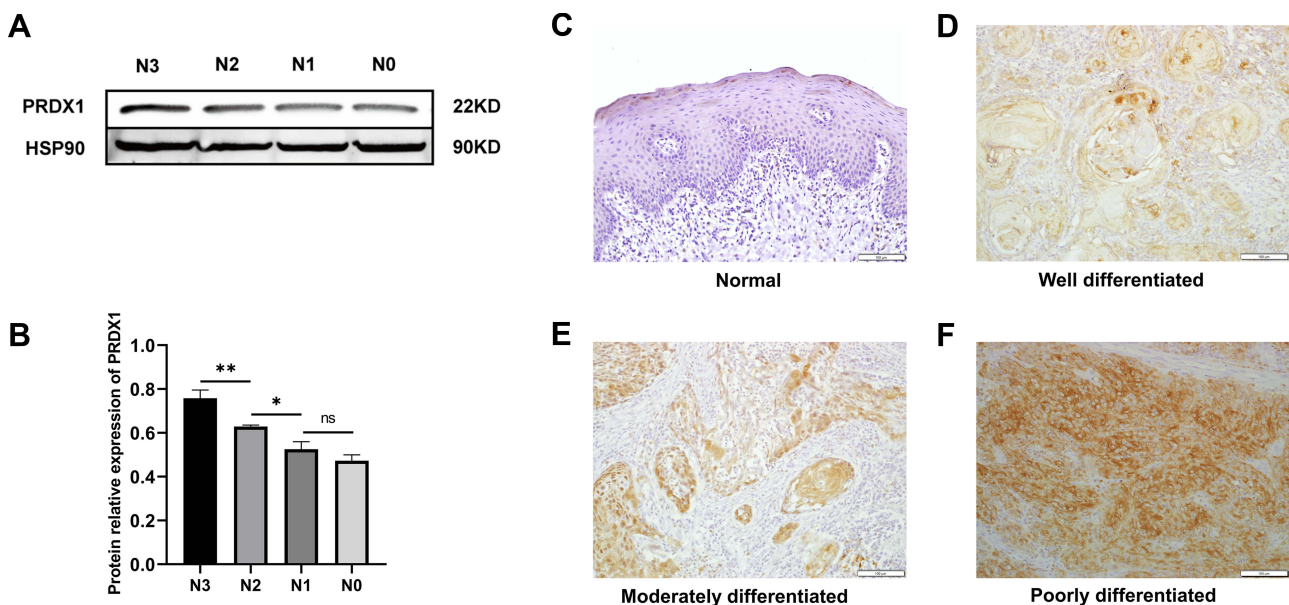 A
N3 N2 N1 N0
PRDX1 22KD
HSP90 90KD
B
Protein relative expression of PRDX1
1.0
0.8
0.6
0.4
0.2
0.0
** 
*
ns
N3 N2 N1 N0
C
Normal
D
Well differentiated
E
Moderately differentiated
F
Poorly differentiated